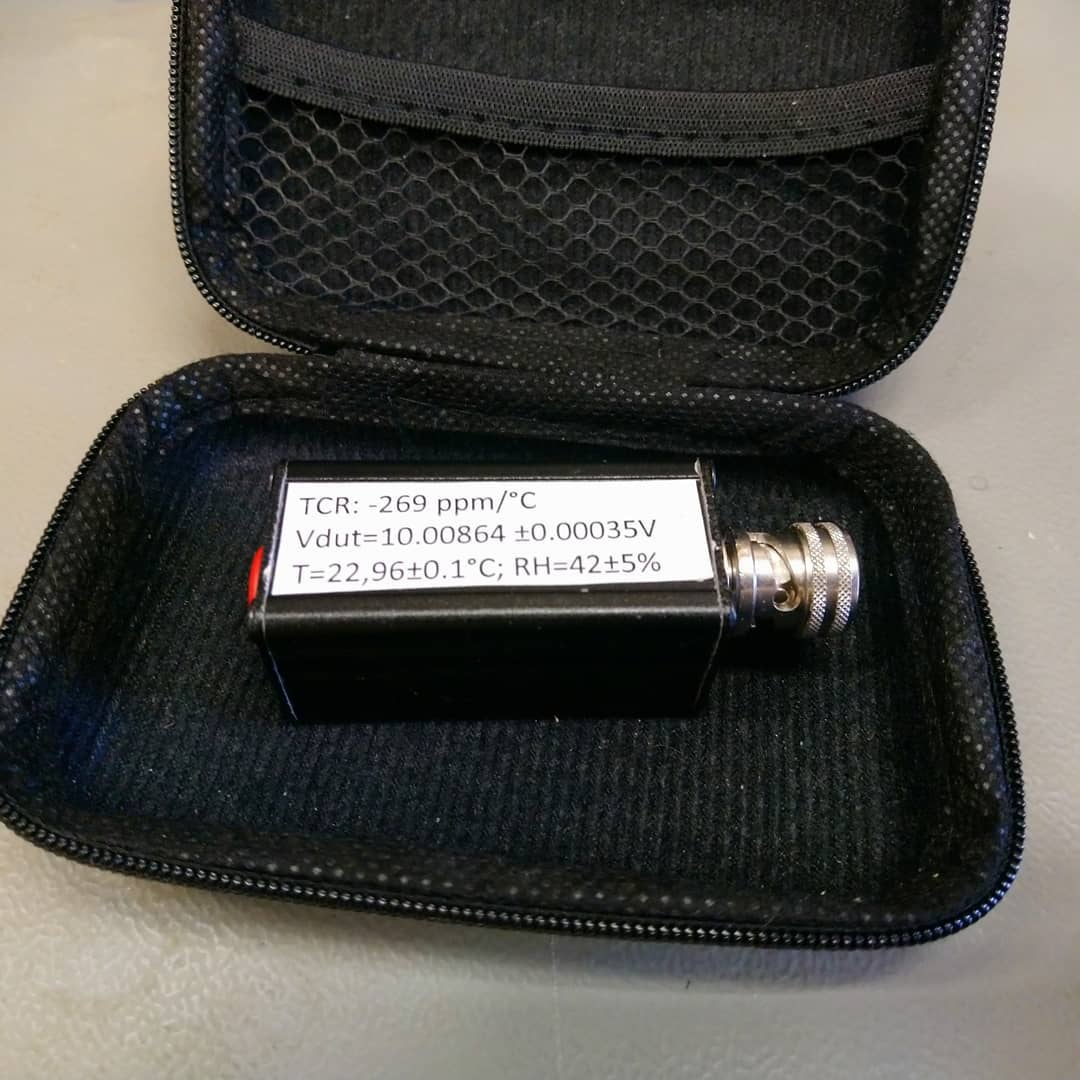 TCR: -269 ppm/°C
Vdut=10.00864 ±0.00035V
T=22,96±0.1°C; RH=42±5%